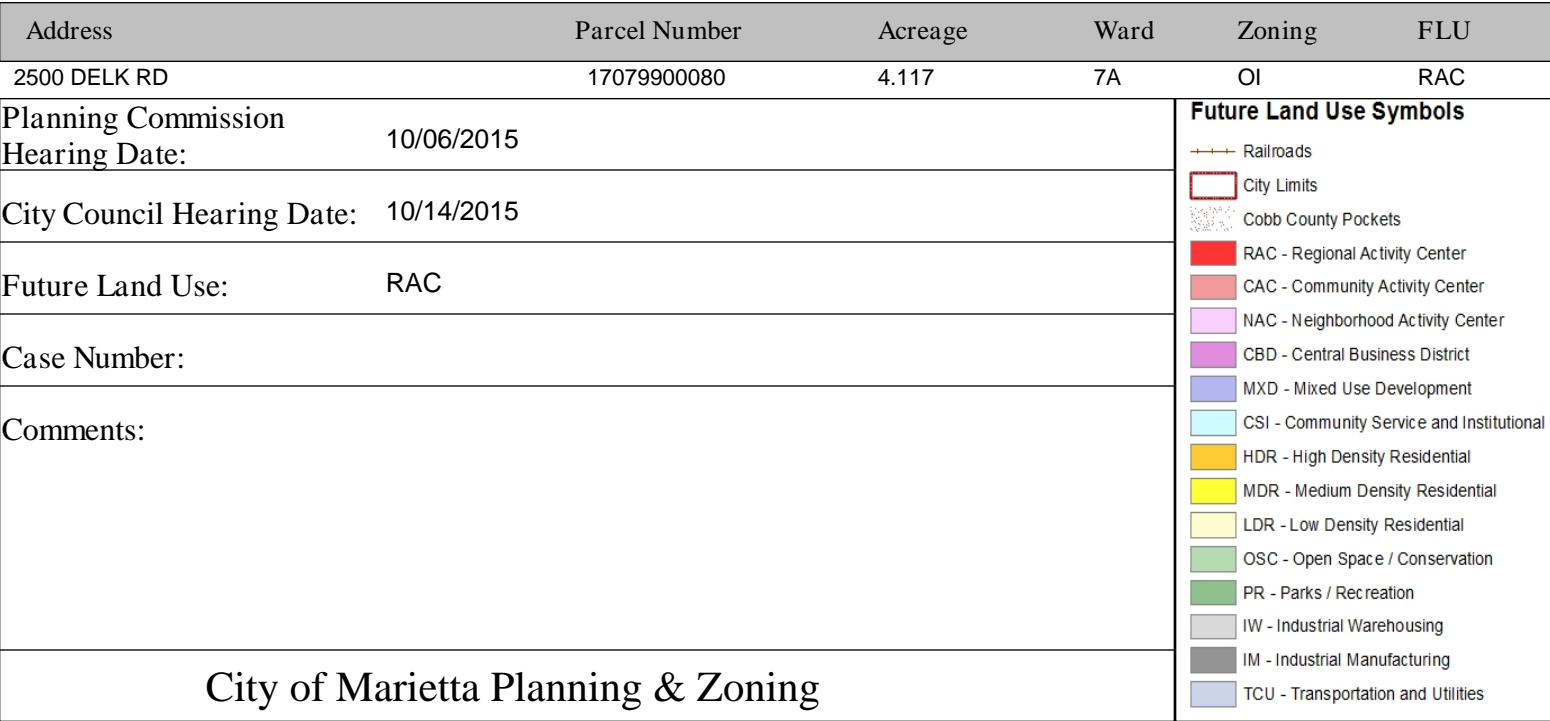 Address Parcel Number Acreage Ward Zoning FLU
2500 DELK RD 17079900080 4.117 7A OI RAC
Planning Commission
Hearing Date: 10/06/2015
City Council Hearing Date: 10/14/2015
Future Land Use: RAC
Case Number:
Comments:
City of Marietta Planning & Zoning
Future Land Use Symbols
Railroads
City Limits
Cobb County Pockets
RAC - Regional Activity Center
CAC - Community Activity Center
NAC - Neighborhood Activity Center
CBD - Central Business District
MXD - Mixed Use Development
CSI - Community Service and Institutional
HDR - High Density Residential
MDR - Medium Density Residential
LDR - Low Density Residential
OSC - Open Space / Conservation
PR - Parks / Recreation
IW - Industrial Warehousing
IM - Industrial Manufacturing
TCU - Transportation and Utilities